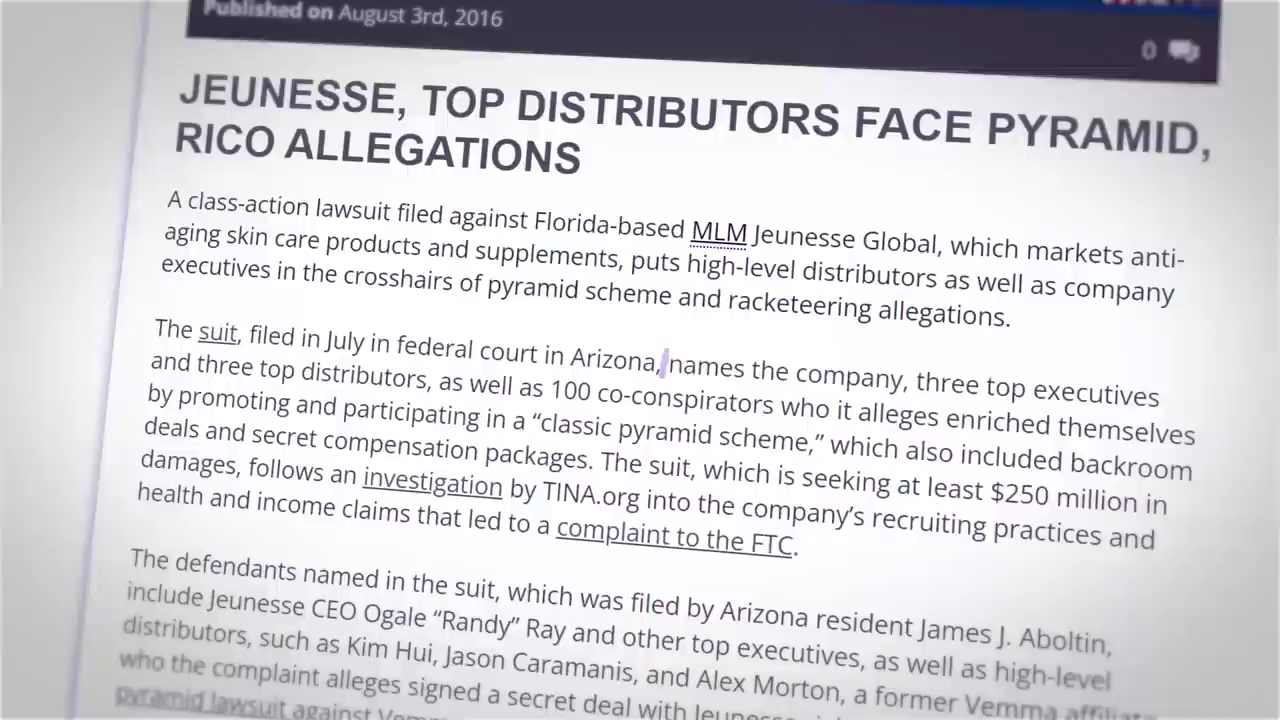 Published on August 3rd, 2016
0
JEUNESSE, TOP DISTRIBUTORS FACE PYRAMID,
RICO ALLEGATIONS
A class-action lawsuit filed against Florida-based MLM Jeunesse Global, which markets anti-
aging skin care products and supplements, puts high-level distributors as well as company
executives in the crosshairs of pyramid scheme and racketeering allegations.
The suit, filed in July in federal court in Arizona, names the company, three top executives
and three top distributors, as well as 100 co-conspirators who it alleges enriched themselves
by promoting and participating in a “classic pyramid scheme,” which also included backroom
deals and secret compensation packages. The suit, which is seeking at least $250 million in
damages, follows an investigation by TINA.org into the company’s recruiting practices and
health and income claims that led to a complaint to the FTC.
The defendants named in the suit, which was filed by Arizona resident James J. Aboltin,
include Jeunesse CEO Ogale “Randy” Ray and other top executives, as well as high-level
distributors, such as Kim Hui, Jason Caramanis, and Alex Morton, a former Vemma affiliate
who the complaint alleges signed a secret deal with Jeunesse
pyramid lawsuit against